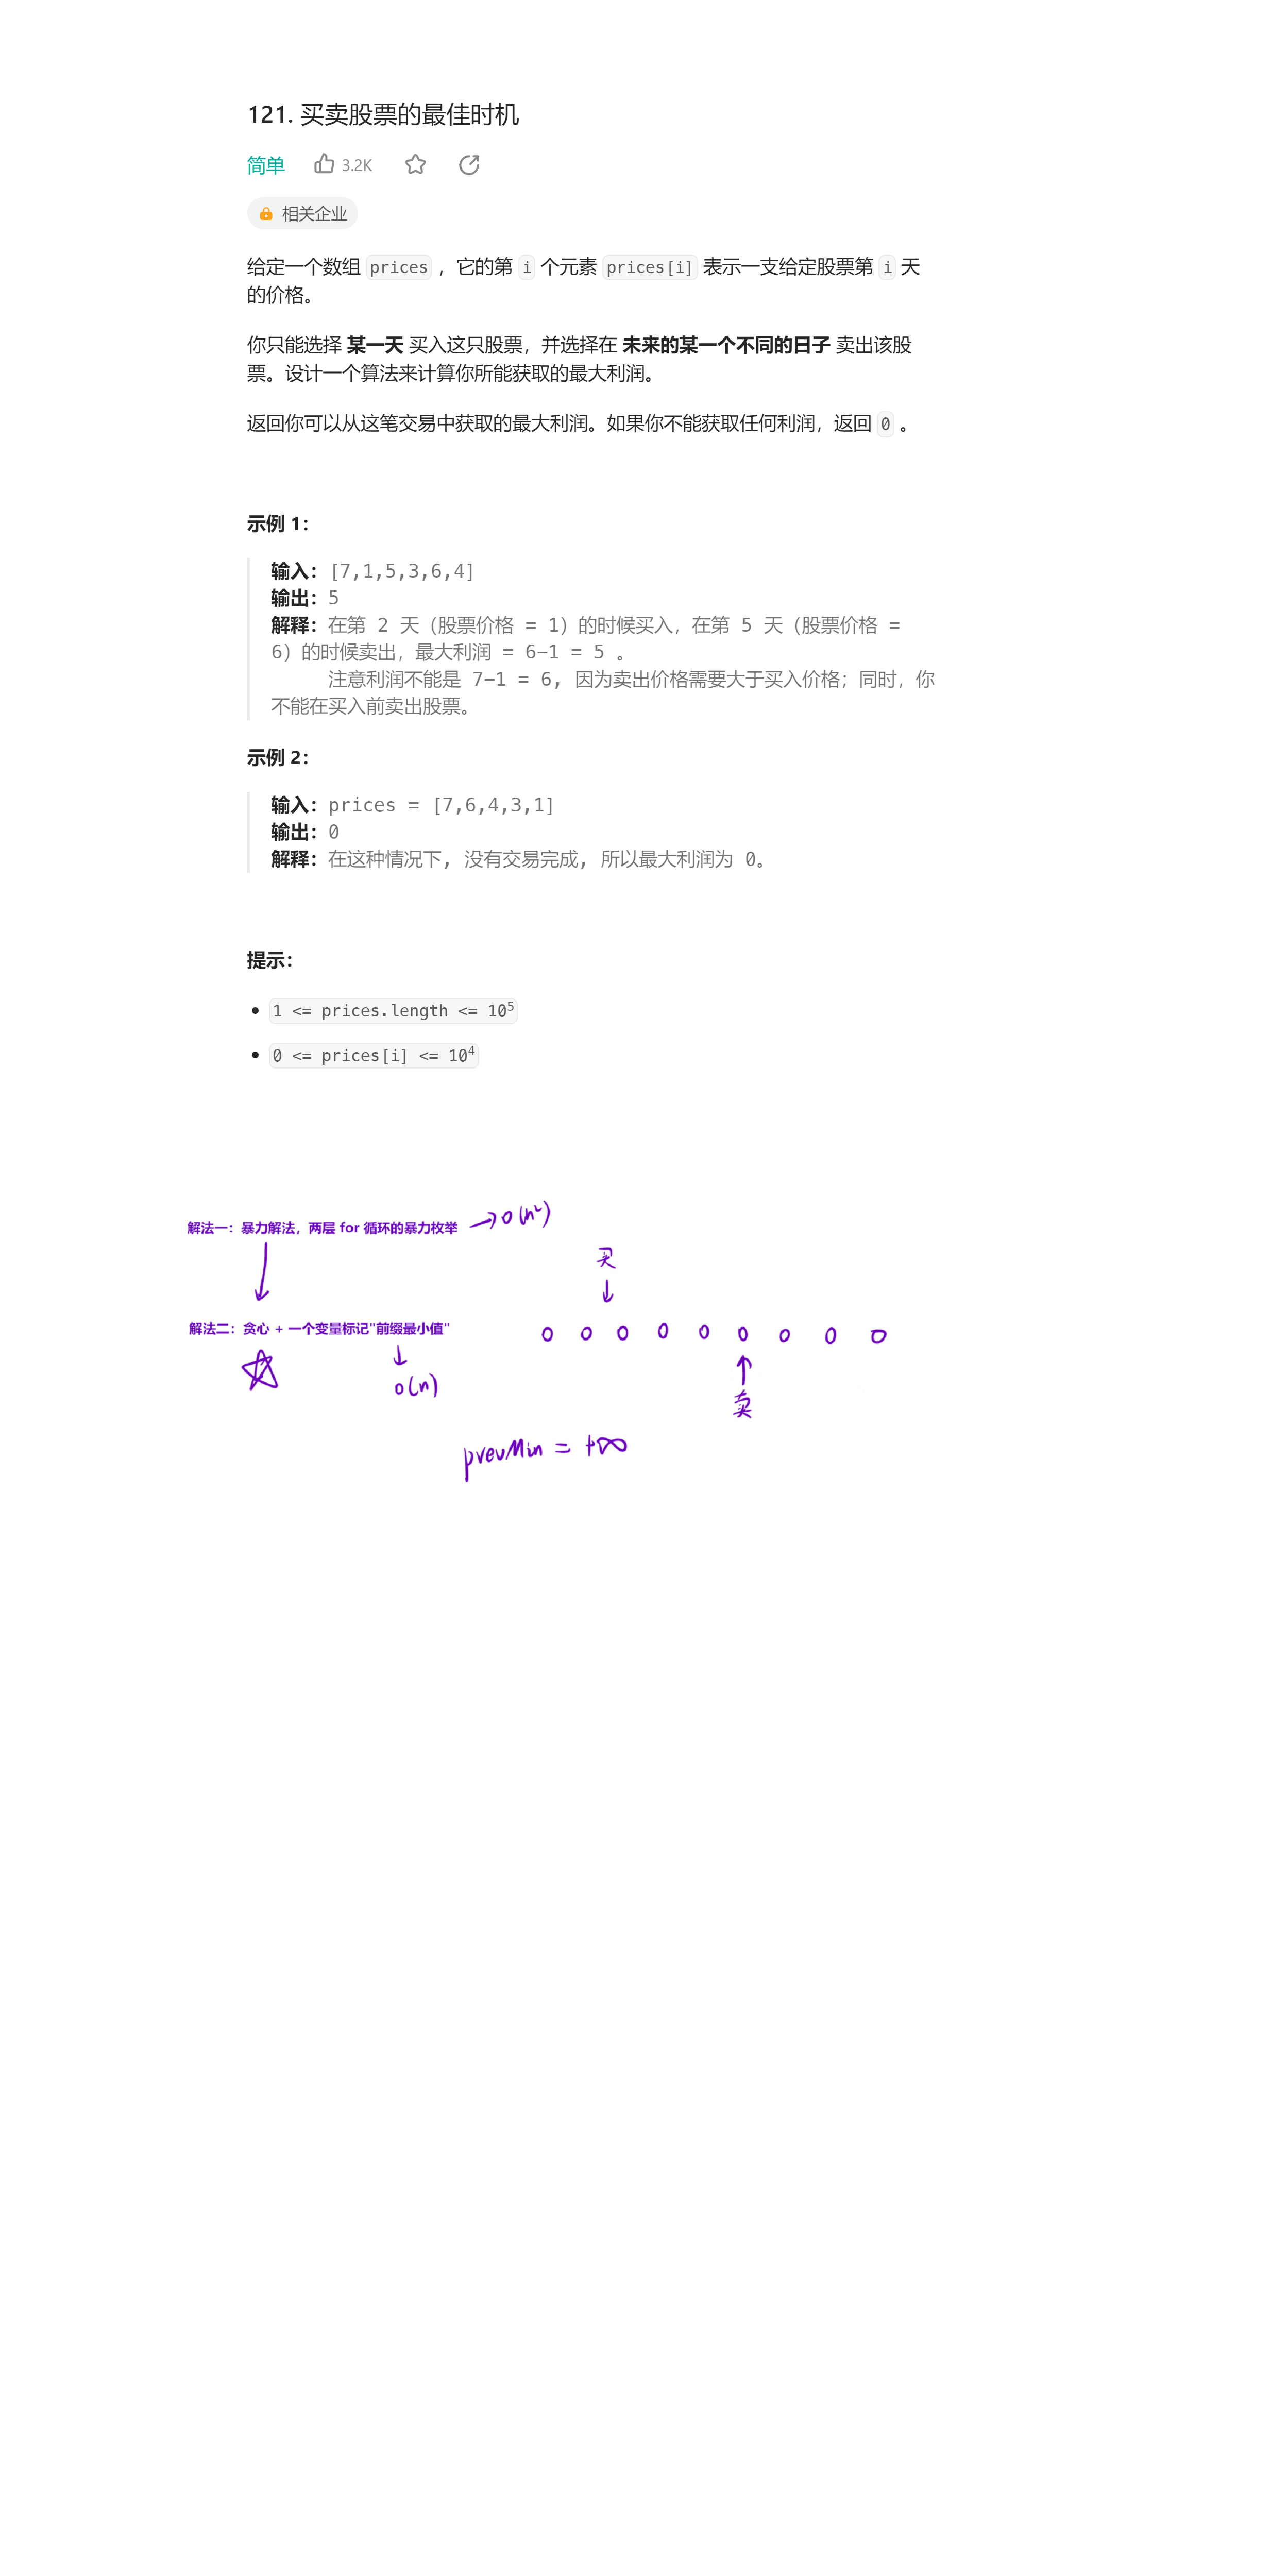 121. 买卖股票的最佳时机
简单 3.2K
相关企业
给定一个数组 prices ，它的第 i 个元素 prices[i] 表示一支给定股票第 i 天
的价格。
你只能选择 某一天 买入这只股票，并选择在 未来的某一个不同的日子 卖出该股
票。设计一个算法来计算你所能获取的最大利润。
返回你可以从这笔交易中获取的最大利润。如果你不能获取任何利润，返回 0 。
示例 1：
输入：[7,1,5,3,6,4]
输出：5
解释：在第 2 天（股票价格 = 1）的时候买入，在第 5 天（股票价格 =
6）的时候卖出，最大利润 = 6-1 = 5 。
注意利润不能是 7-1 = 6, 因为卖出价格需要大于买入价格；同时，你
不能在买入前卖出股票。
示例 2：
输入：prices = [7,6,4,3,1]
输出：0
解释：在这种情况下, 没有交易完成, 所以最大利润为 0。
提示：
1 <= prices.length <= 10⁵
0 <= prices[i] <= 10⁴
解法一：暴力解法，两层 for 循环的暴力枚举 → O(n²)
买
↓
解法二：贪心 + 一个变量标记"前缀最小值" 0 0 0 0 0 0 0 0 0
↓
O(n)
↑
卖
prevMin = +∞